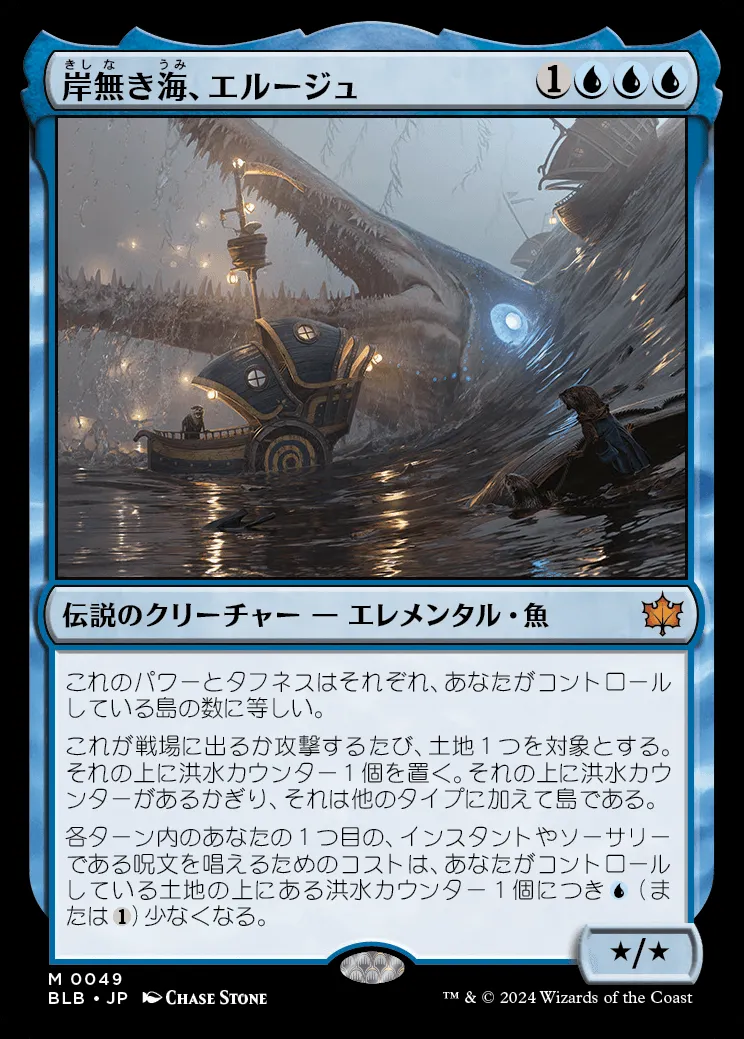 岸無き海、エルージュ
きしな うみ
1
伝説のクリーチャー — エレメンタル・魚
これのパワーとタフネスはそれぞれ、あなたがコントロール
している島の数に等しい。
これが戦場に出るか攻撃するたび、土地１つを対象とする。
それの上に洪水カウンター１個を置く。それの上に洪水カウ
ンターがあるかぎり、それは他のタイプに加えて島である。
各ターン内のあなたの１つ目の、インスタントやソーサリー
である呪文を唱えるためのコストは、あなたがコントロール
している土地の上にある洪水カウンター１個につき（ま
たは1）少なくなる。
★/★
M 0049
BLB • JP Chase Stone
™ & © 2024 Wizards of the Coast